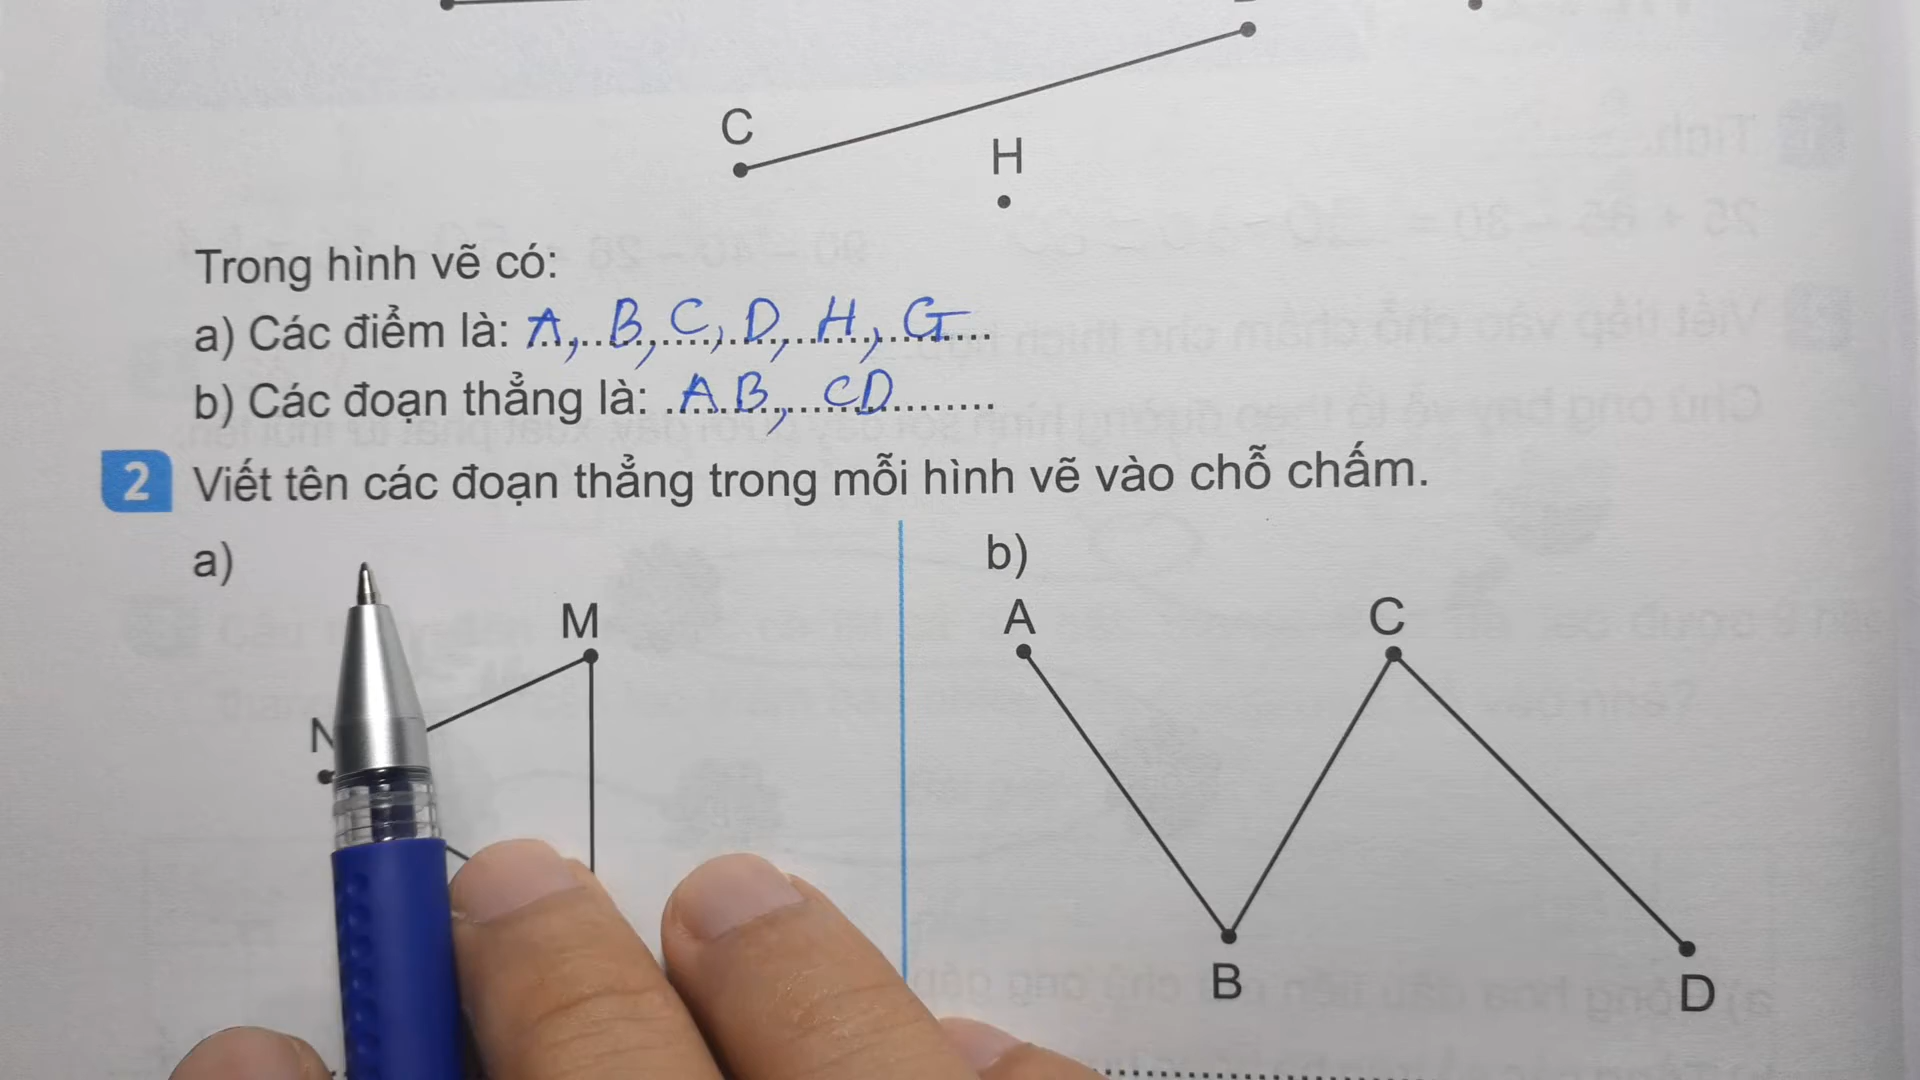 C
H
Trong hình vẽ có:
a) Các điểm là: A, B, C, D, H, G
b) Các đoạn thẳng là: AB, CD
2 Viết tên các đoạn thẳng trong mỗi hình vẽ vào chỗ chấm.
a)
M
N
b)
A
C
B
D